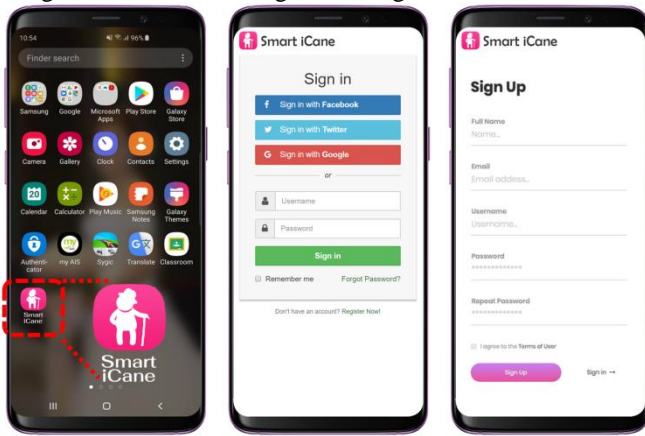 10:54
96%
Finder search
Samsung
Google
Microsoft Apps
Play Store
Galaxy Store
Camera
Gallery
Clock
Contacts
Settings
20
Calendar
Calculator
Play Music
Samsung Notes
Galaxy Themes
Authenti-cator
my
my AIS
Sygic
G
Translate
Classroom
Smart iCane
Smart
iCane
Smart iCane
Sign in
f Sign in with Facebook
Sign in with Twitter
G Sign in with Google
or
Username
Password
Sign in
Remember me Forgot Password?
Don't have an account? Register Now!
Smart iCane
Sign Up
Full Name
Name...
Email
Email addess...
Username
Username...
Password
*************
Repeat Password
*************
I agree to the Terms of User
Sign Up Sign in →